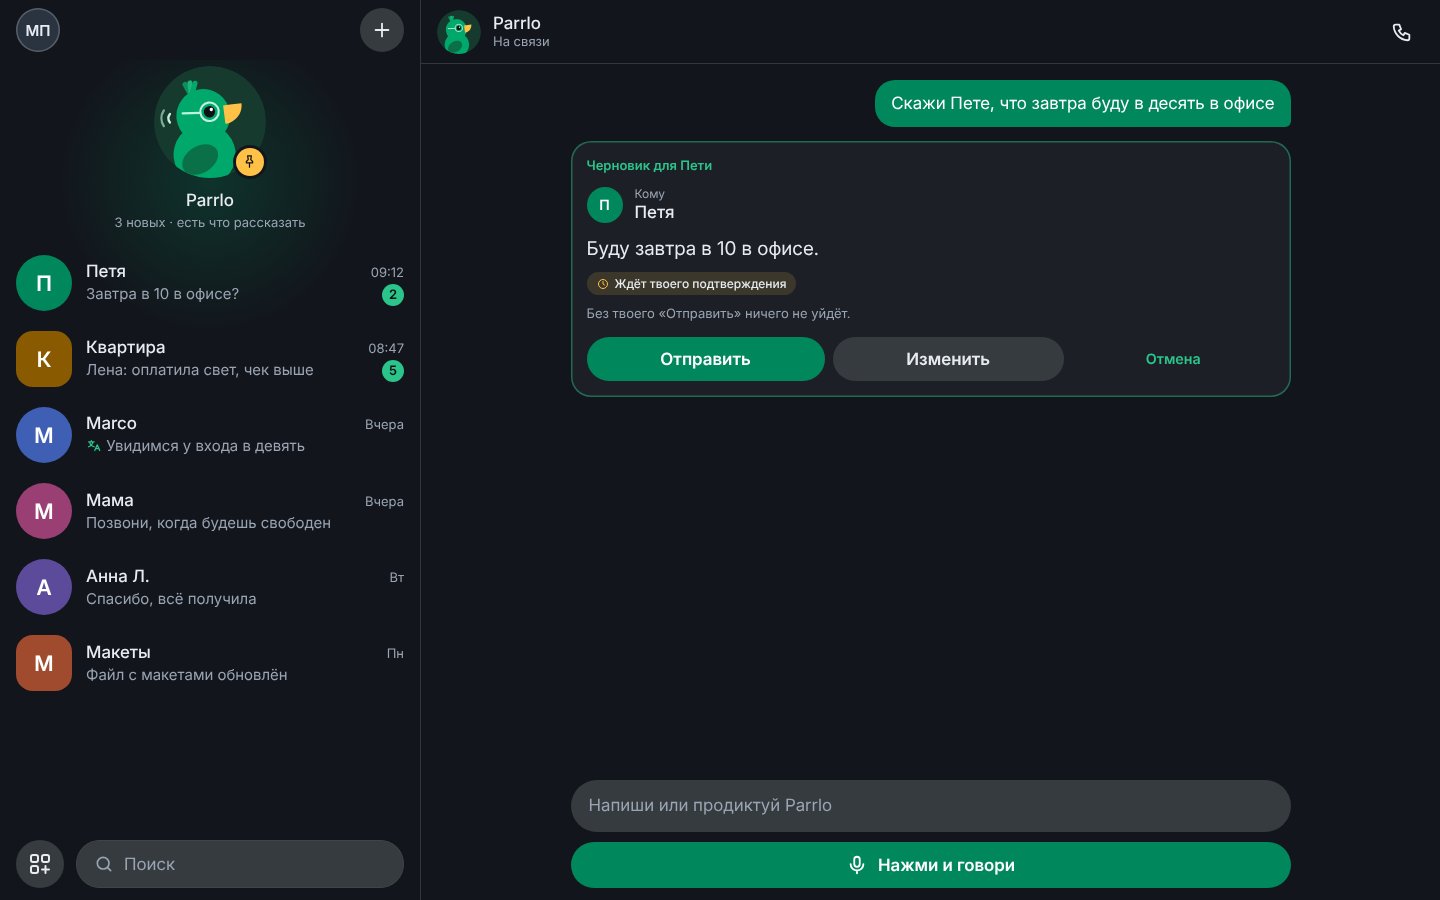 МП
Parrlo
3 новых · есть что рассказать
П
Петя
09:12
Завтра в 10 в офисе?
2
К
Квартира
08:47
Лена: оплатила свет, чек выше
5
M
Marco
Вчера
Увидимся у входа в девять
М
Мама
Вчера
Позвони, когда будешь свободен
А
Анна Л.
Вт
Спасибо, всё получила
М
Макеты
Пн
Файл с макетами обновлён
Поиск
Parrlo
На связи
Скажи Пете, что завтра буду в десять в офисе
Черновик для Пети
П
Кому
Петя
Буду завтра в 10 в офисе.
Ждёт твоего подтверждения
Без твоего «Отправить» ничего не уйдёт.
Отправить
Изменить
Отмена
Напиши или продиктуй Parrlo
Нажми и говори